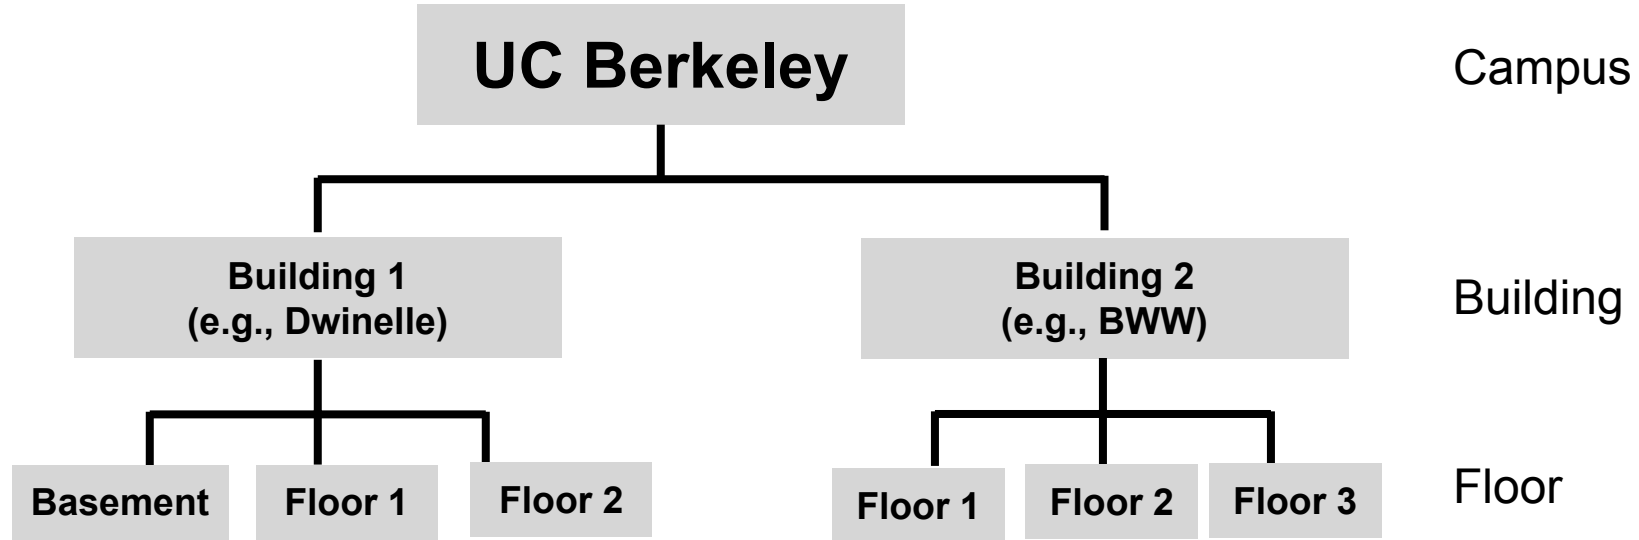 UC Berkeley
Campus
Building 1
(e.g., Dwinelle)
Building 2
(e.g., BWW)
Building
Basement
Floor 1
Floor 2
Floor 1
Floor 2
Floor 3
Floor